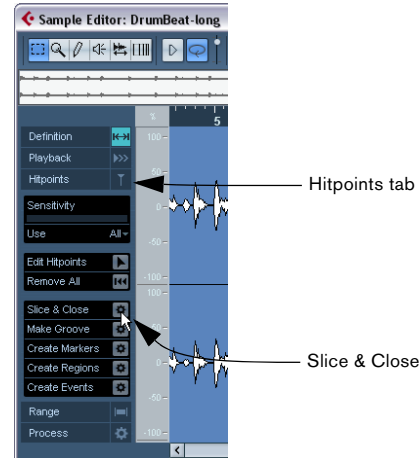 Sample Editor: DrumBeat-long
5
%
Definition
100
Playback
Hitpoints
50
Hitpoints tab
Sensitivity
0
Use All
-50
Edit Hitpoints
Remove All
-100
100
Slice & Close
Make Groove
50
Create Markers
Slice & Close
Create Regions
0
Create Events
-50
Range
Process
-100